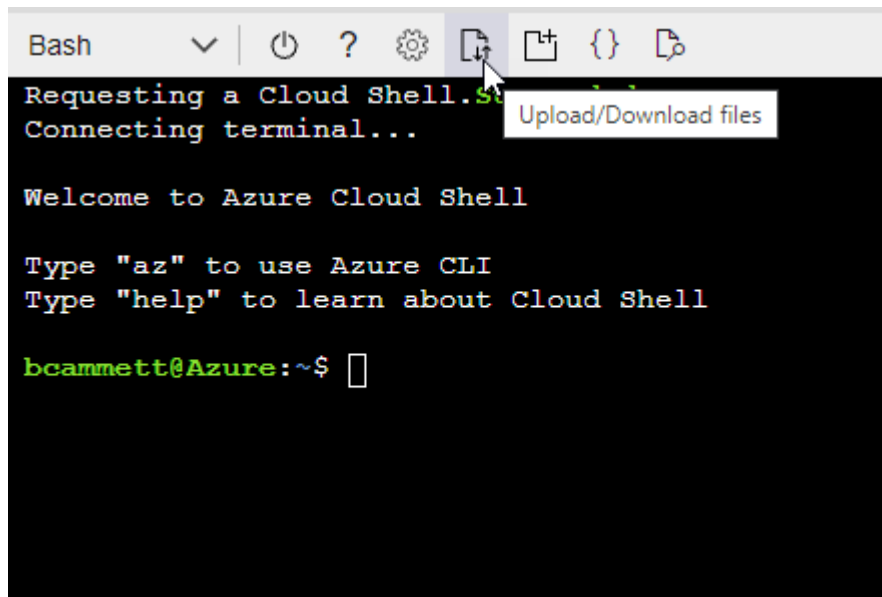 Bash
Requesting a Cloud Shell.
Upload/Download files
Connecting terminal...
Welcome to Azure Cloud Shell
Type "az" to use Azure CLI
Type "help" to learn about Cloud Shell
bcammett@Azure:~$